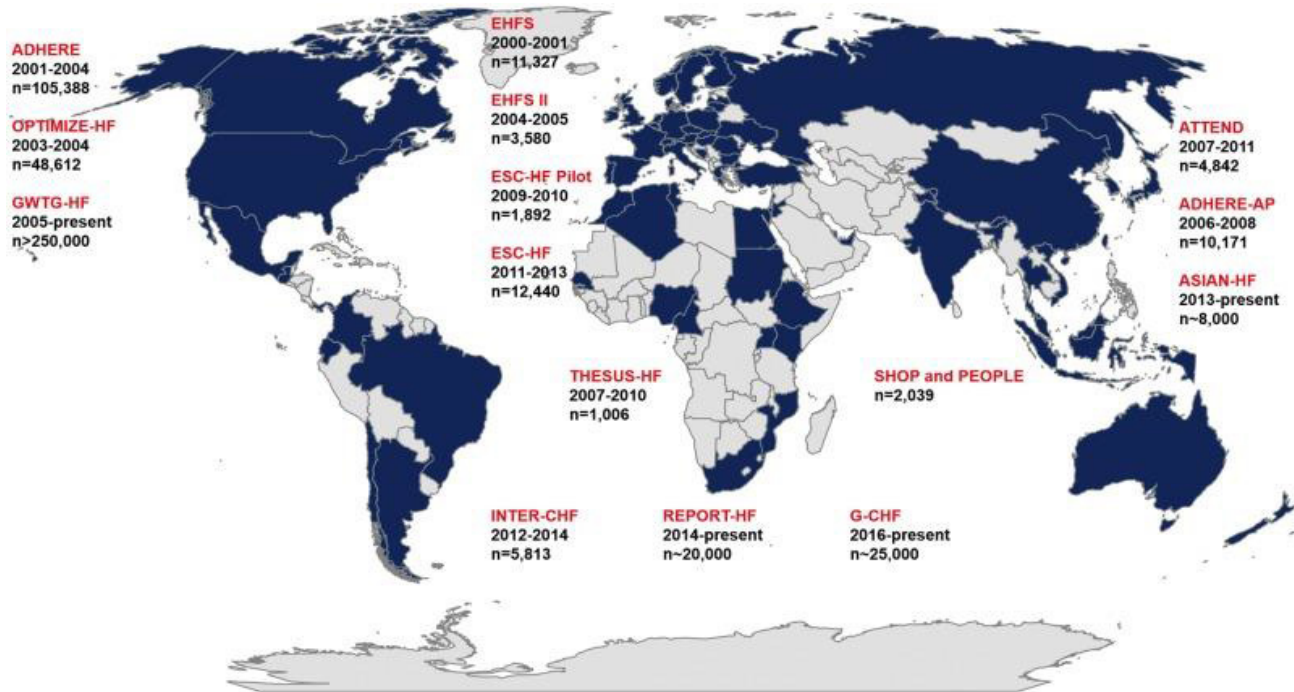 ADHERE
2001-2004
n=105,388
OPTIMIZE-HF
2003-2004
n=48,612
GWTG-HF
2005-present
n>250,000
EHFS
2000-2001
n=11,327
EHFS II
2004-2005
n=3,580
ESC-HF Pilot
2009-2010
n=1,892
ESC-HF
2011-2013
n=12,440
ATTEND
2007-2011
n=4,842
ADHERE-AP
2006-2008
n=10,171
ASIAN-HF
2013-present
n~8,000
THESUS-HF
2007-2010
n=1,006
SHOP and PEOPLE
n=2,039
INTER-CHF
2012-2014
n=5,813
REPORT-HF
2014-present
n~20,000
G-CHF
2016-present
n~25,000